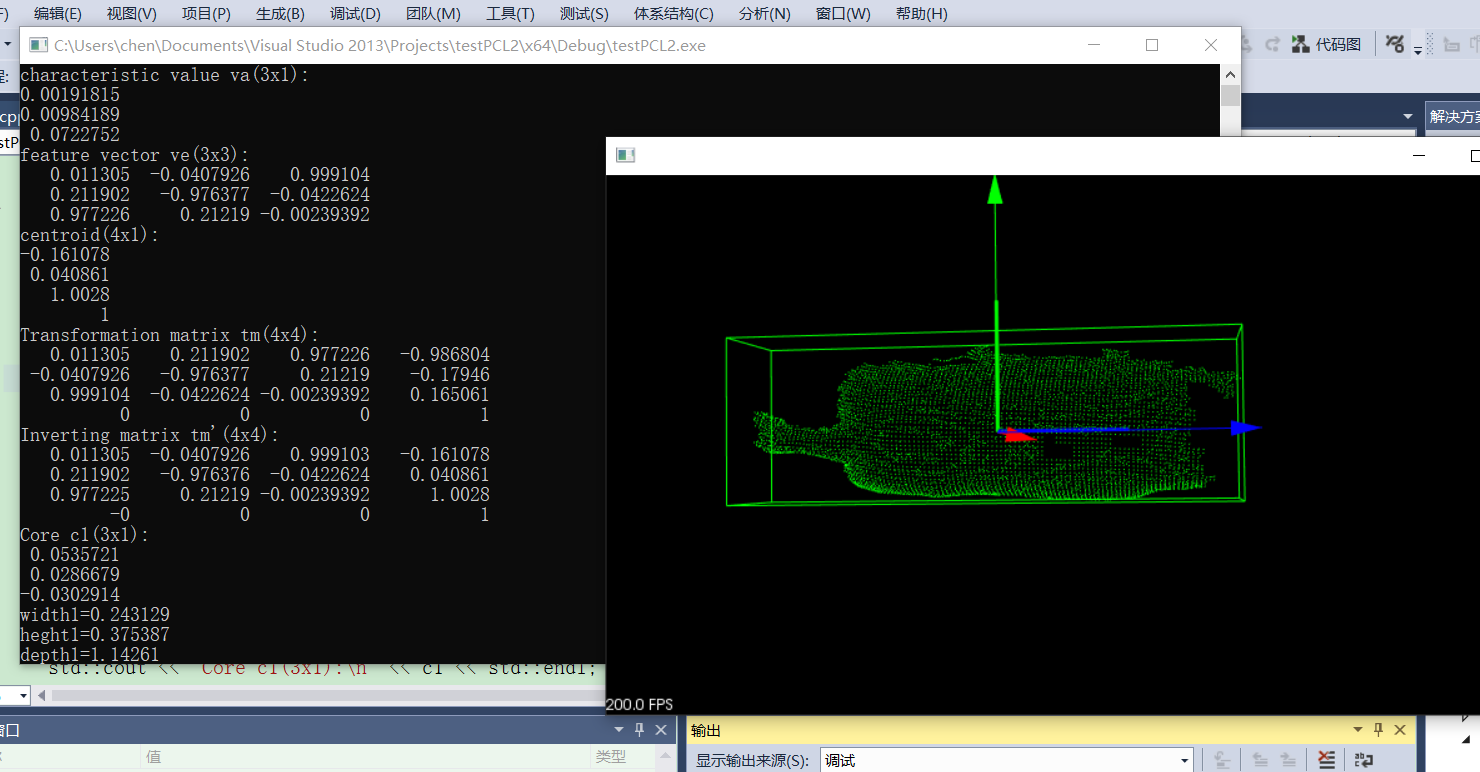 编辑(E) 视图(V) 项目(P) 生成(B) 调试(D) 团队(M) 工具(T) 测试(S) 体系结构(C) 分析(N) 窗口(W) 帮助(H)
C:\Users\chen\Documents\Visual Studio 2013\Projects\testPCL2\x64\Debug\testPCL2.exe
代码图
characteristic value va(3x1):
0.00191815
0.00984189
0.0722752
feature vector ve(3x3):
0.011305 -0.0407926 0.999104
0.211902 -0.976377 -0.0422624
0.977226 0.21219 -0.00239392
centroid(4x1):
-0.161078
0.040861
1.0028
1
Transformation matrix tm(4x4):
0.011305 0.211902 0.977226 -0.986804
-0.0407926 -0.976377 0.21219 -0.17946
0.999104 -0.0422624 -0.00239392 0.165061
0 0 0 1
Inverting matrix tm'(4x4):
0.011305 -0.0407926 0.999103 -0.161078
0.211902 -0.976376 -0.0422624 0.040861
0.977225 0.21219 -0.00239392 1.0028
-0 0 0 1
Core c1(3x1):
0.0535721
0.0286679
-0.0302914
width1=0.243129
heght1=0.375387
depth1=1.14261
std::cout << "Core c1(3x1):\n" << c1 << std::endl;
解决方案
200.0 FPS
窗口
值 类型
输出
显示输出来源(S): 调试